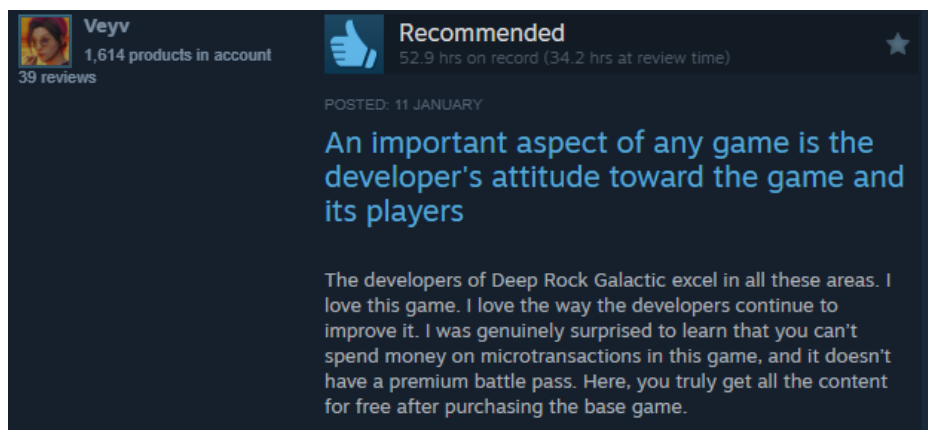 Veyv
1,614 products in account
39 reviews
Recommended
52.9 hrs on record (34.2 hrs at review time)
POSTED: 11 JANUARY
An important aspect of any game is the
developer's attitude toward the game and
its players
The developers of Deep Rock Galactic excel in all these areas. I
love this game. I love the way the developers continue to
improve it. I was genuinely surprised to learn that you can't
spend money on microtransactions in this game, and it doesn't
have a premium battle pass. Here, you truly get all the content
for free after purchasing the base game.